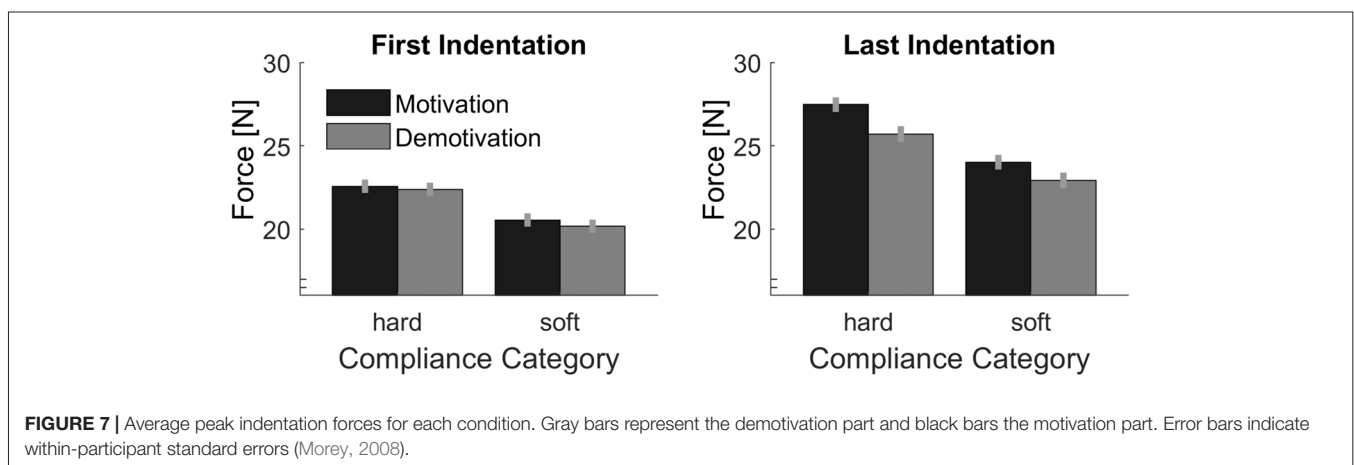 First Indentation
30
25
20
Force [N]
Motivation
Demotivation
hard soft
Compliance Category
Last Indentation
30
25
20
Force [N]
hard soft
Compliance Category
FIGURE 7 | Average peak indentation forces for each condition. Gray bars represent the demotivation part and black bars the motivation part. Error bars indicate
within-participant standard errors (Morey, 2008).